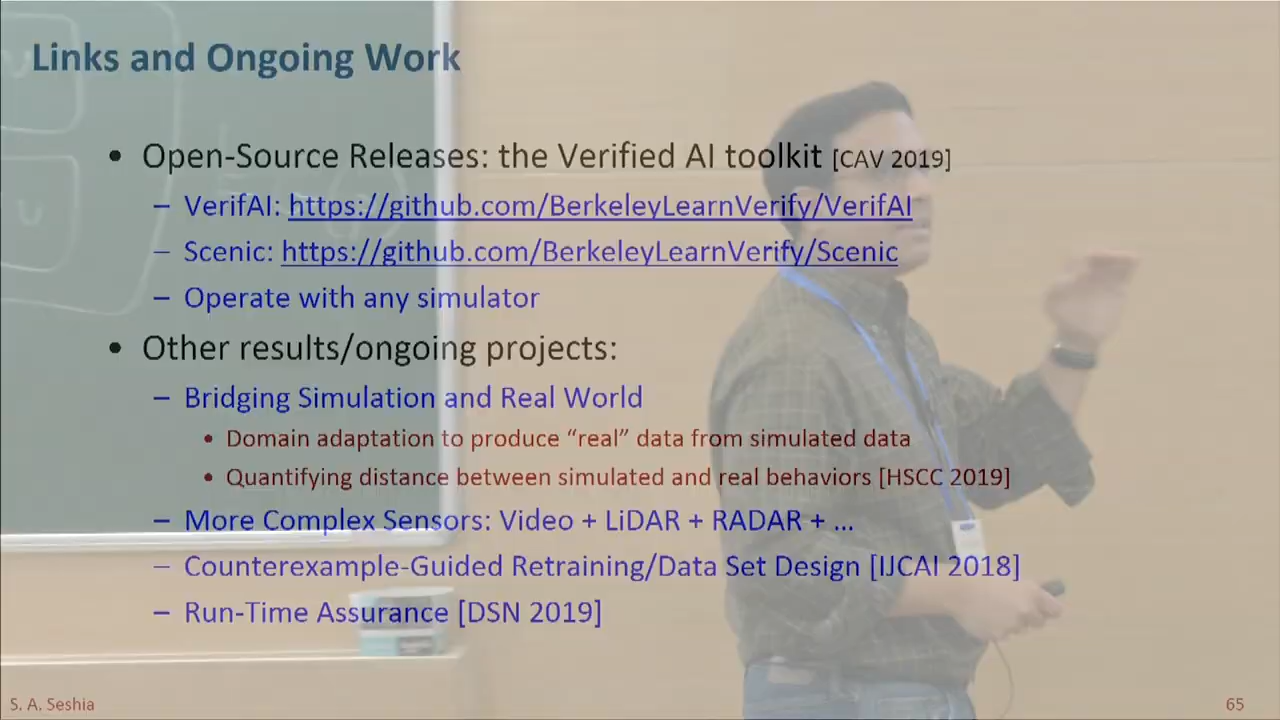 Links and Ongoing Work
• Open-Source Releases: the Verified AI toolkit [CAV 2019]
– VerifAI: https://github.com/BerkeleyLearnVerify/VerifAI
– Scenic: https://github.com/BerkeleyLearnVerify/Scenic
– Operate with any simulator
• Other results/ongoing projects:
– Bridging Simulation and Real World
• Domain adaptation to produce “real” data from simulated data
• Quantifying distance between simulated and real behaviors [HSCC 2019]
– More Complex Sensors: Video + LiDAR + RADAR + ...
– Counterexample-Guided Retraining/Data Set Design [IJCAI 2018]
– Run-Time Assurance [DSN 2019]
S. A. Seshia
65